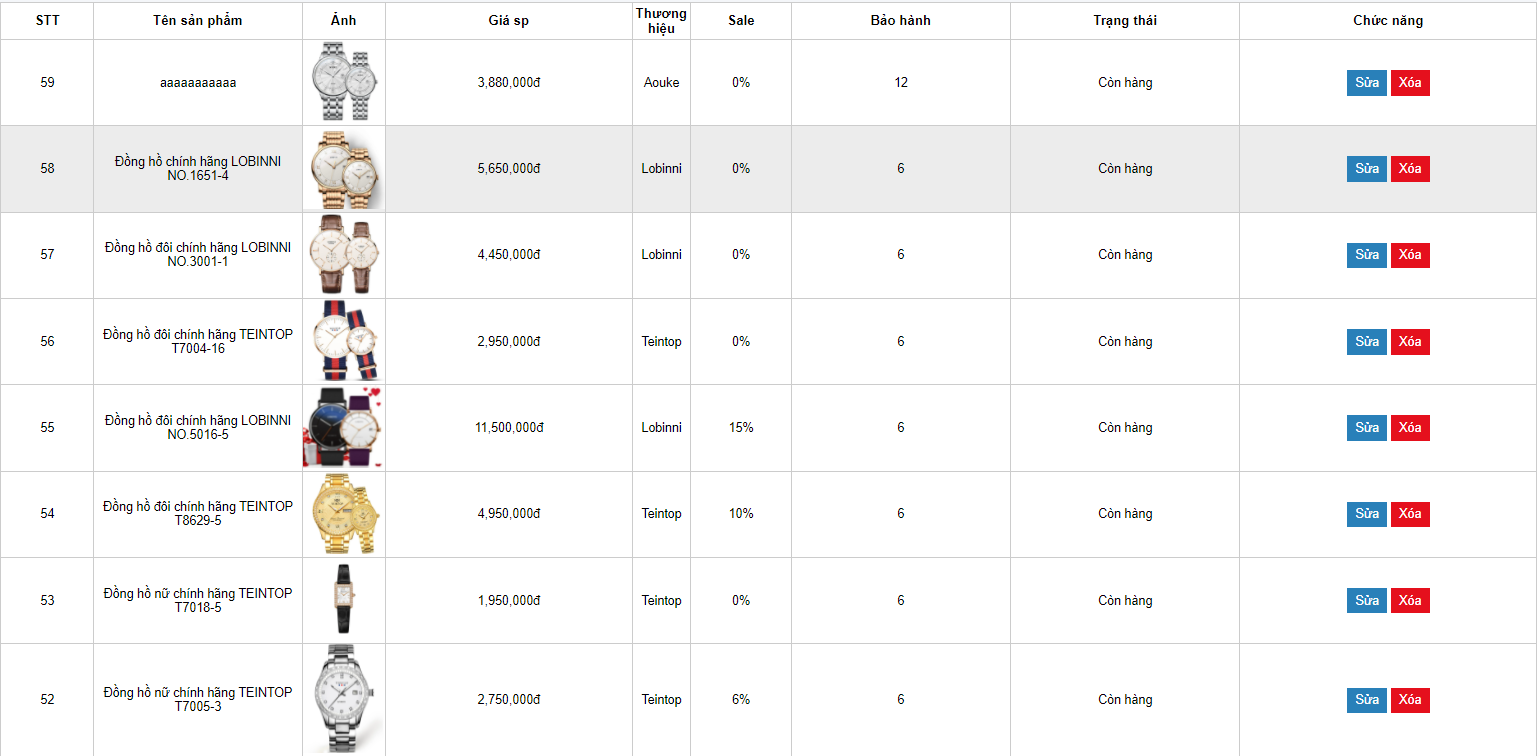 STT Tên sản phẩm Ảnh Giá sp Thương hiệu Sale Bảo hành Trạng thái Chức năng
59 aaaaaaaaaaa 3,880,000đ Aouke 0% 12 Còn hàng Sửa Xóa
58 Đồng hồ chính hãng LOBINNI NO.1651-4 5,650,000đ Lobinni 0% 6 Còn hàng Sửa Xóa
57 Đồng hồ đôi chính hãng LOBINNI NO.3001-1 4,450,000đ Lobinni 0% 6 Còn hàng Sửa Xóa
56 Đồng hồ đôi chính hãng TEINTOP T7004-16 2,950,000đ Teintop 0% 6 Còn hàng Sửa Xóa
55 Đồng hồ đôi chính hãng LOBINNI NO.5016-5 11,500,000đ Lobinni 15% 6 Còn hàng Sửa Xóa
54 Đồng hồ đôi chính hãng TEINTOP T8629-5 4,950,000đ Teintop 10% 6 Còn hàng Sửa Xóa
53 Đồng hồ nữ chính hãng TEINTOP T7018-5 1,950,000đ Teintop 0% 6 Còn hàng Sửa Xóa
52 Đồng hồ nữ chính hãng TEINTOP T7005-3 2,750,000đ Teintop 6% 6 Còn hàng Sửa Xóa